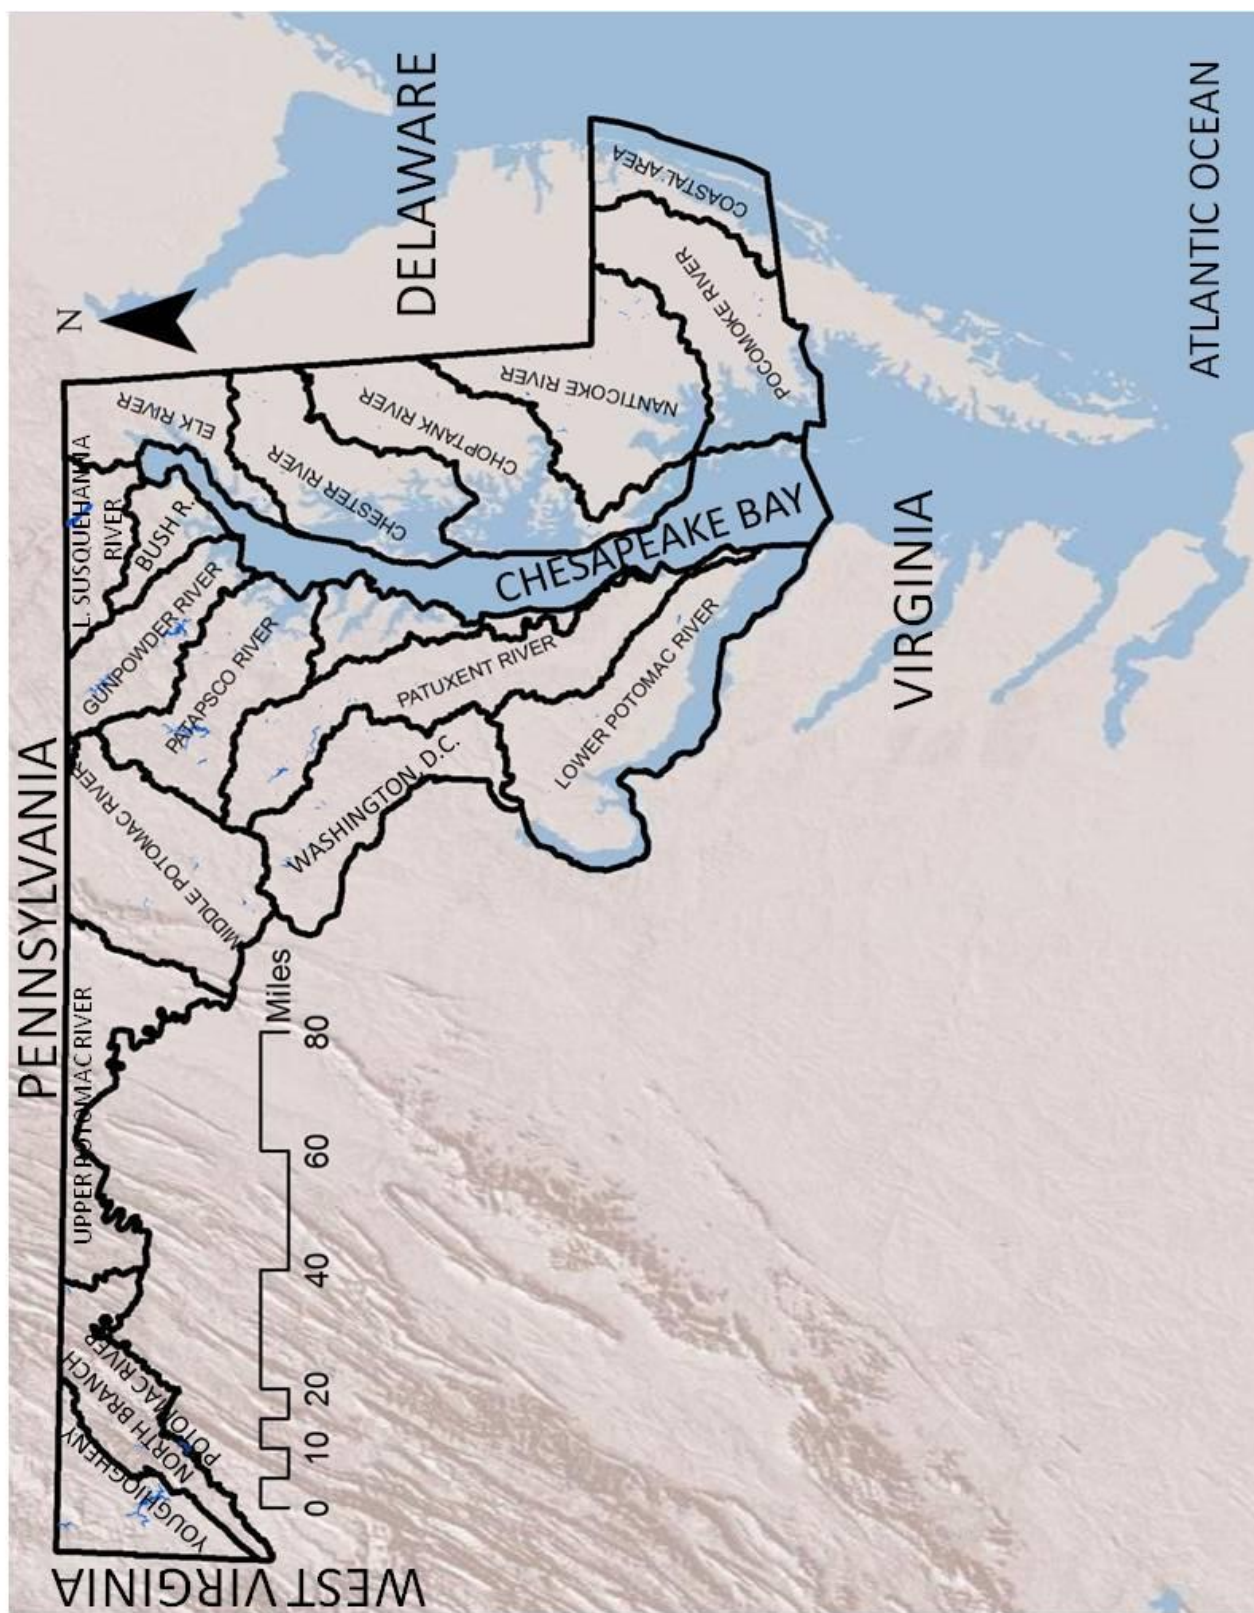 PENNSYLVANIA
WEST VIRGINIA
YOUGHIOGHENY
NORTH BRANCH
POTOMAC RIVER
UPPER POTOMAC RIVER
MIDDLE POTOMAC RIVER
WASHINGTON, D.C.
PATAPSCO RIVER
GUNPOWDER RIVER
BUSH R.
L. SUSQUEHANNA
RIVER
ELK RIVER
CHESTER RIVER
CHOPTANK RIVER
NANTICOKE RIVER
POCOMOKE RIVER
COASTAL AREA
PATUXENT RIVER
LOWER POTOMAC RIVER
CHESAPEAKE BAY
N
DELAWARE
VIRGINIA
ATLANTIC OCEAN
0 10 20 40 60 80
Miles